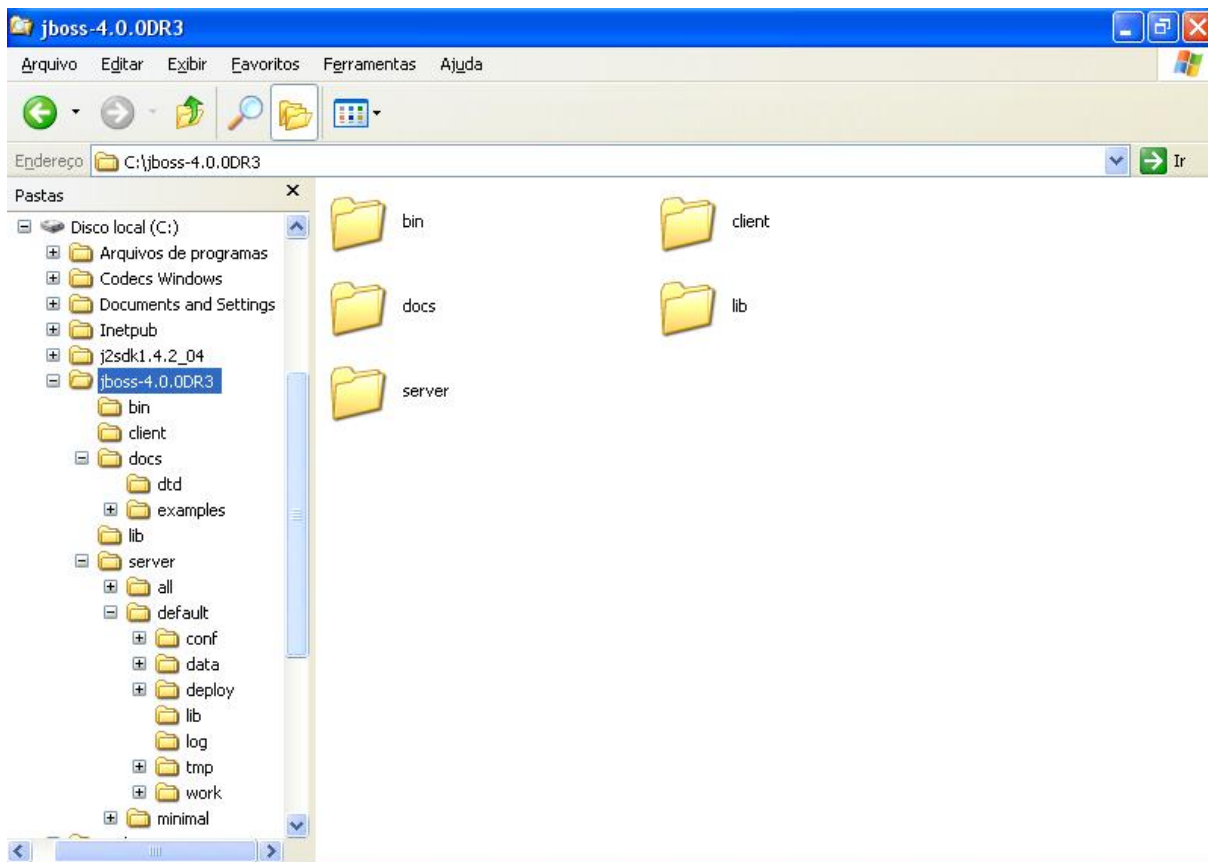 jboss-4.0.0DR3
Arquivo Editar Exibir Favoritos Ferramentas Ajuda
Endereço C:\jboss-4.0.0DR3 Ir
Pastas
Disco local (C:)
Arquivos de programas
Codecs Windows
Documents and Settings
Inetpub
j2sdk1.4.2_04
jboss-4.0.0DR3
bin
client
docs
dtd
examples
lib
server
all
default
conf
data
deploy
lib
log
tmp
work
minimal
bin client
docs lib
server